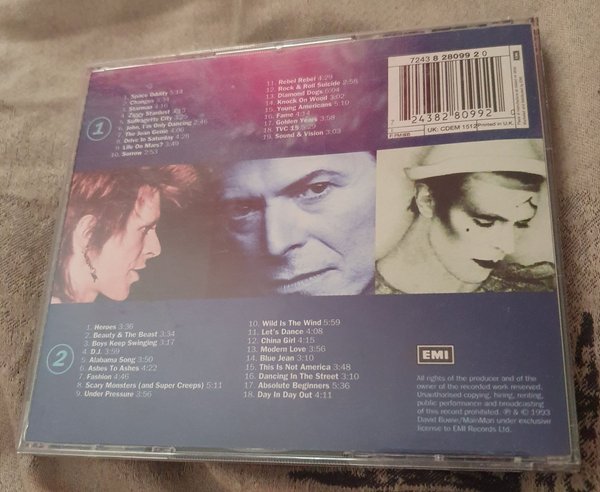 7243 8 28099 2 0
EMI
1
1. Space Oddity 5:14
2. Changes 3:34
3. Starman 4:16
4. Ziggy Stardust 3:13
5. Suffragette City 3:25
6. John, I'm Only Dancing 2:46
7. The Jean Genie 4:06
8. Drive In Saturday 4:28
9. Life On Mars? 3:49
10. Sorrow 2:53
11. Rebel Rebel 4:29
12. Rock & Roll Suicide 2:58
13. Diamond Dogs 6:04
14. Knock On Wood 3:02
15. Young Americans 5:10
16. Fame 4:14
17. Golden Years 3:58
18. TVC 15 3:29
19. Sound & Vision 3:03
7 24382 80992 0
UK: CDEM 1512
Printed in U.K.
2
1. Heroes 3:36
2. Beauty & The Beast 3:34
3. Boys Keep Swinging 3:17
4. D.J. 3:59
5. Alabama Song 3:50
6. Ashes To Ashes 4:22
7. Fashion 4:46
8. Scary Monsters (and Super Creeps) 5:11
9. Under Pressure 3:56
10. Wild Is The Wind 5:59
11. Let's Dance 4:08
12. China Girl 4:15
13. Modern Love 3:56
14. Blue Jean 3:10
15. This Is Not America 3:48
16. Dancing In The Street 3:10
17. Absolute Beginners 5:36
18. Day In Day Out 4:11
EMI
All rights of the producer and of the
owner of the recorded work reserved.
Unauthorised copying, hiring, renting,
public performance and broadcasting
of this record prohibited. ℗ & © 1993
David Bowie/MainMan under exclusive
license to EMI Records Ltd.